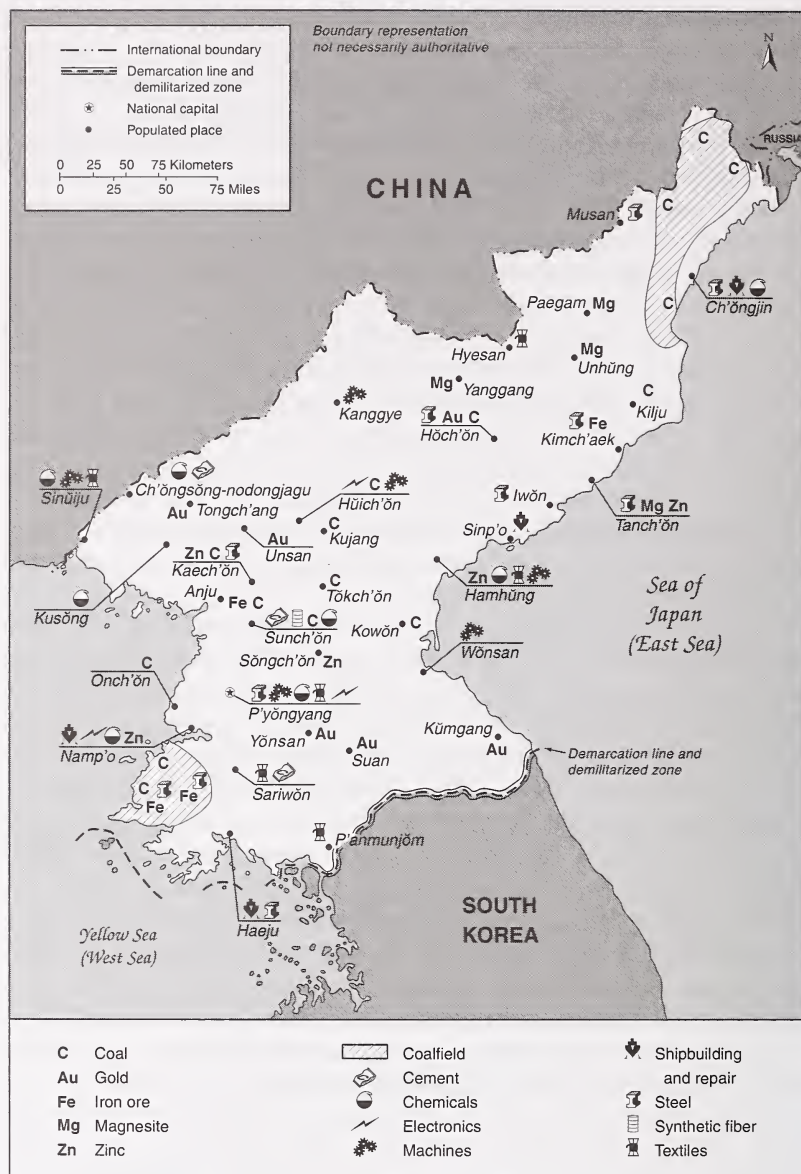 Boundary representation
not necessarily authoritative
International boundary
Demarcation line and
demilitarized zone
National capital
Populated place
0 25 50 75 Kilometers
0 25 50 75 Miles
N
RUSSIA
CHINA
C
C
C
C
Musan
Ch'ŏngjin
Paegam Mg
Hyesan
Mg
Unhŭng
Mg Yanggang
C
Kilju
Kanggye
Au C
Hŏch'ŏn
Fe
Kimch'aek
Sinŭiju
Ch'ŏngsŏng-nodongjagu
Au Tongch'ang
C
Hŭich'ŏn
Iwŏn
Mg Zn
Tanch'ŏn
Sinp'o
Au
Unsan
C
Kujang
Zn C
Kaech'ŏn
Zn
Hamhŭng
Kusŏng
Anju
Fe C
C
Tŏkch'ŏn
Sea of
Japan
(East Sea)
C
Sunch'ŏn
Kowŏn C
Wŏnsan
Sŏngch'ŏn Zn
C
Onch'ŏn
P'yŏngyang
Zn
Namp'o
Yŏnsan Au
Au
Suan
Kŭmgang
Au
Demarcation line and
demilitarized zone
C
C
Fe
Fe
Sariwŏn
P'anmunjŏm
Haeju
SOUTH
KOREA
Yellow Sea
(West Sea)
C Coal
Au Gold
Fe Iron ore
Mg Magnesite
Zn Zinc
Coalfield
Cement
Chemicals
Electronics
Machines
Shipbuilding
and repair
Steel
Synthetic fiber
Textiles